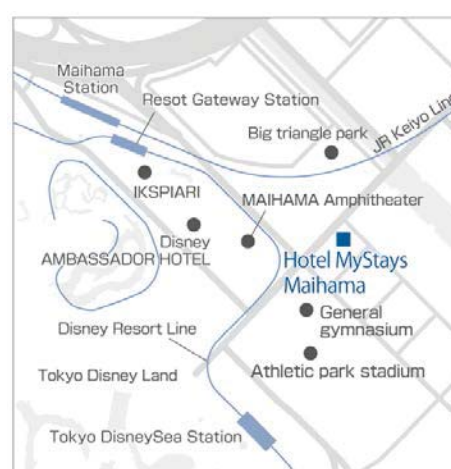 Maihama
Station
Resot Gateway Station
Big triangle park
JR Keiyo Line
IKSPIARI
MAIHAMA Amphitheater
Disney
AMBASSADOR HOTEL
Hotel MyStays
Maihama
General
gymnasium
Disney Resort Line
Athletic park stadium
Tokyo Disney Land
Tokyo DisneySea Station